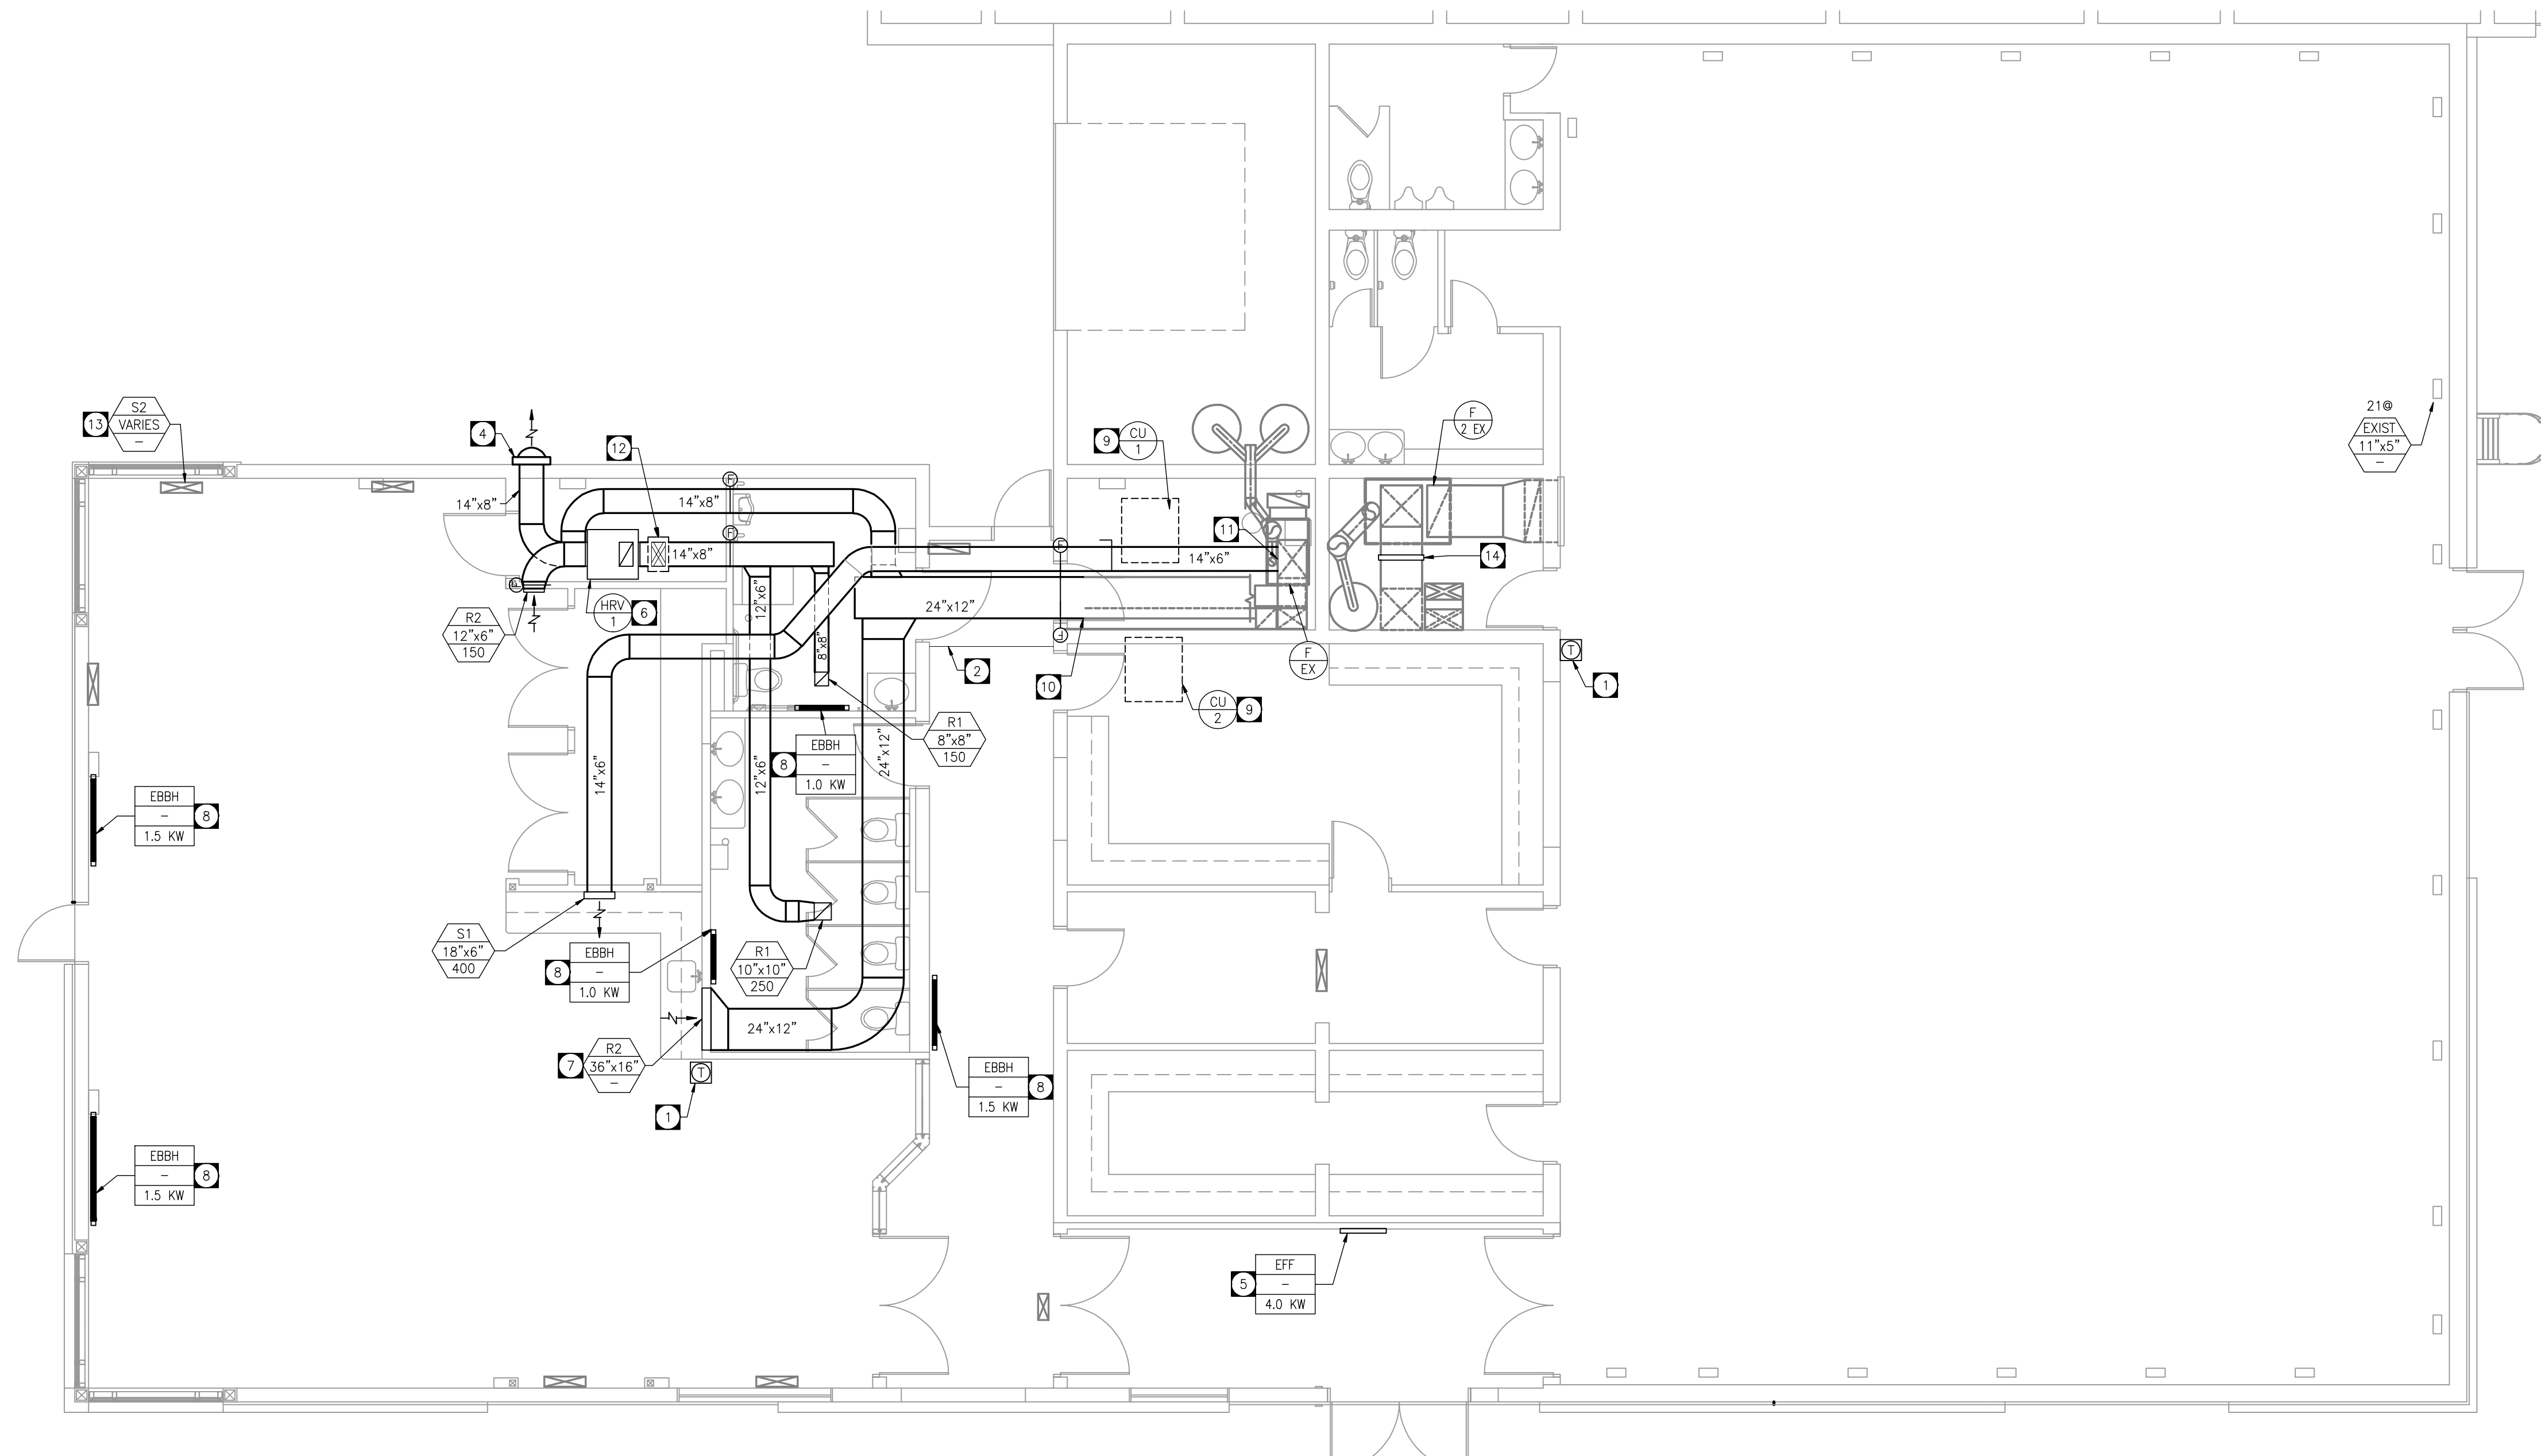 21@
EXIST
11"x5"
–
S2
VARIES
–
13
4
12
9
CU
1
F
2 EX
14"x8"
14"x8"
14"x8"
F
F
F
F
F
11
14"x6"
14
HRV
1
6
R2
12"x6"
150
12"x6"
8"x8"
24"x12"
F
EX
T
1
2
10
CU
2
9
R1
8"x8"
150
EBBH
–
1.0 KW
8
24"x12"
12"x6"
14"x6"
EBBH
–
1.5 KW
8
S1
18"x6"
400
EBBH
–
1.0 KW
8
R1
10"x10"
250
24"x12"
R2
36"x16"
–
7
T
1
EBBH
–
1.5 KW
8
EBBH
–
1.5 KW
8
EFF
–
4.0 KW
5